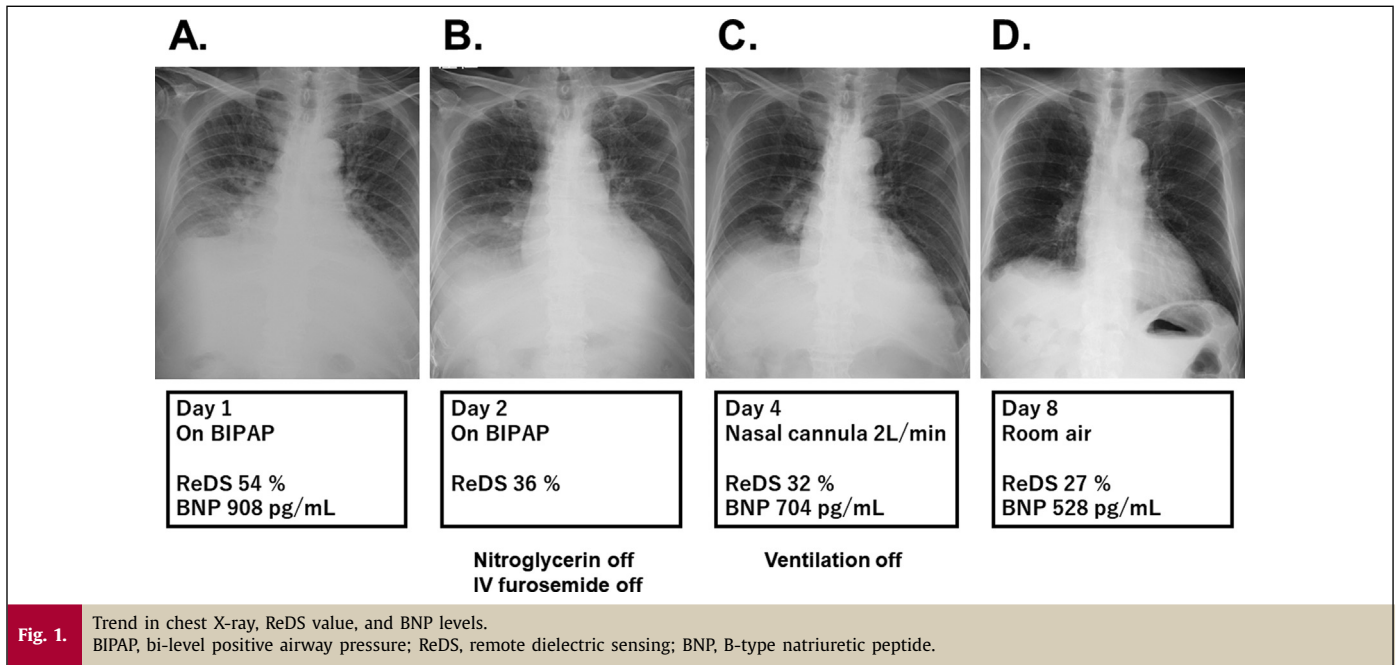 A.
B.
C.
D.
Day 1
On BIPAP
ReDS 54 %
BNP 908 pg/mL
Day 2
On BIPAP
ReDS 36 %
Day 4
Nasal cannula 2L/min
ReDS 32 %
BNP 704 pg/mL
Day 8
Room air
ReDS 27 %
BNP 528 pg/mL
Nitroglycerin off
IV furosemide off
Ventilation off
Fig. 1.
Trend in chest X-ray, ReDS value, and BNP levels.
BIPAP, bi-level positive airway pressure; ReDS, remote dielectric sensing; BNP, B-type natriuretic peptide.